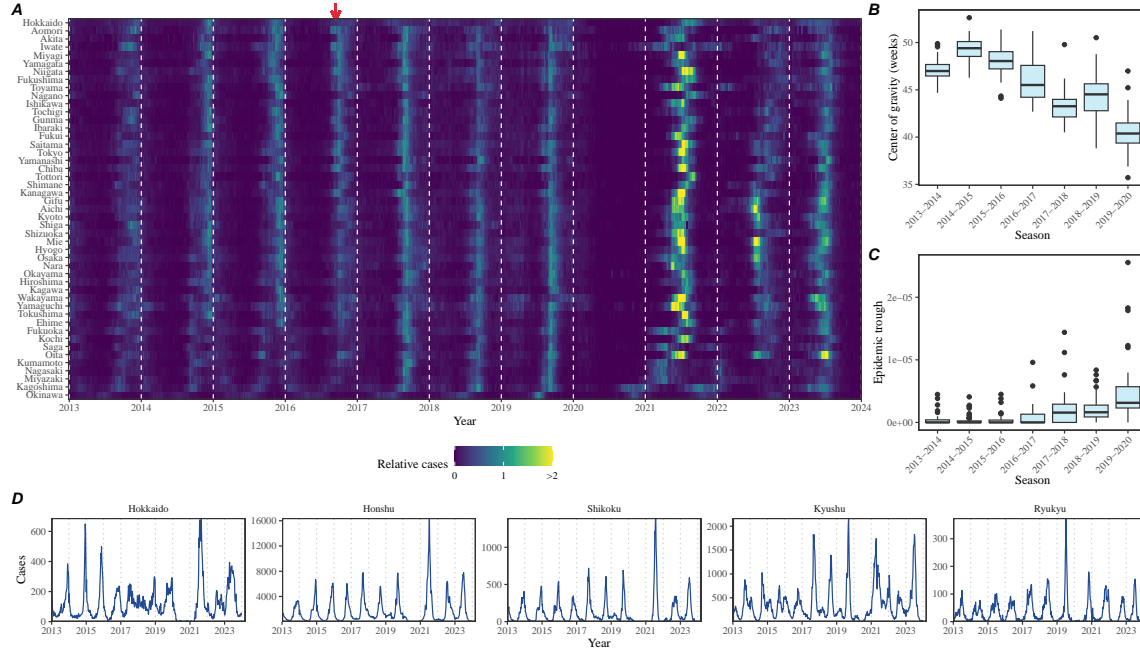 A
Hokkaido
Aomori
Akita
Iwate
Miyagi
Yamagata
Niigata
Fukushima
Toyama
Nagano
Ishikawa
Tochigi
Gunma
Ibaraki
Fukui
Saitama
Tokyo
Yamanashi
Chiba
Tottori
Shimane
Kanagawa
Gifu
Aichi
Kyoto
Shiga
Shizuoka
Mie
Hyogo
Osaka
Nara
Okayama
Hiroshima
Kagawa
Wakayama
Yamaguchi
Tokushima
Ehime
Fukuoka
Kochi
Saga
Oita
Kumamoto
Nagasaki
Miyazaki
Kagoshima
Okinawa
2013 2014 2015 2016 2017 2018 2019 2020 2021 2022 2023 2024
Year
Relative cases
0 1 >2
B
Center of gravity (weeks)
50
45
40
35
2013−2014 2014−2015 2015−2016 2016−2017 2017−2018 2018−2019 2019−2020
Season
C
Epidemic trough
2e−05
1e−05
0e+00
2013−2014 2014−2015 2015−2016 2016−2017 2017−2018 2018−2019 2019−2020
Season
D
Cases
Hokkaido
600
400
200
0
2013 2015 2017 2019 2021 2023
Honshu
16000
12000
8000
4000
0
2013 2015 2017 2019 2021 2023
Shikoku
1000
500
0
2013 2015 2017 2019 2021 2023
Kyushu
2000
1500
1000
500
0
2013 2015 2017 2019 2021 2023
Ryukyu
300
200
100
0
2013 2015 2017 2019 2021 2023
Year